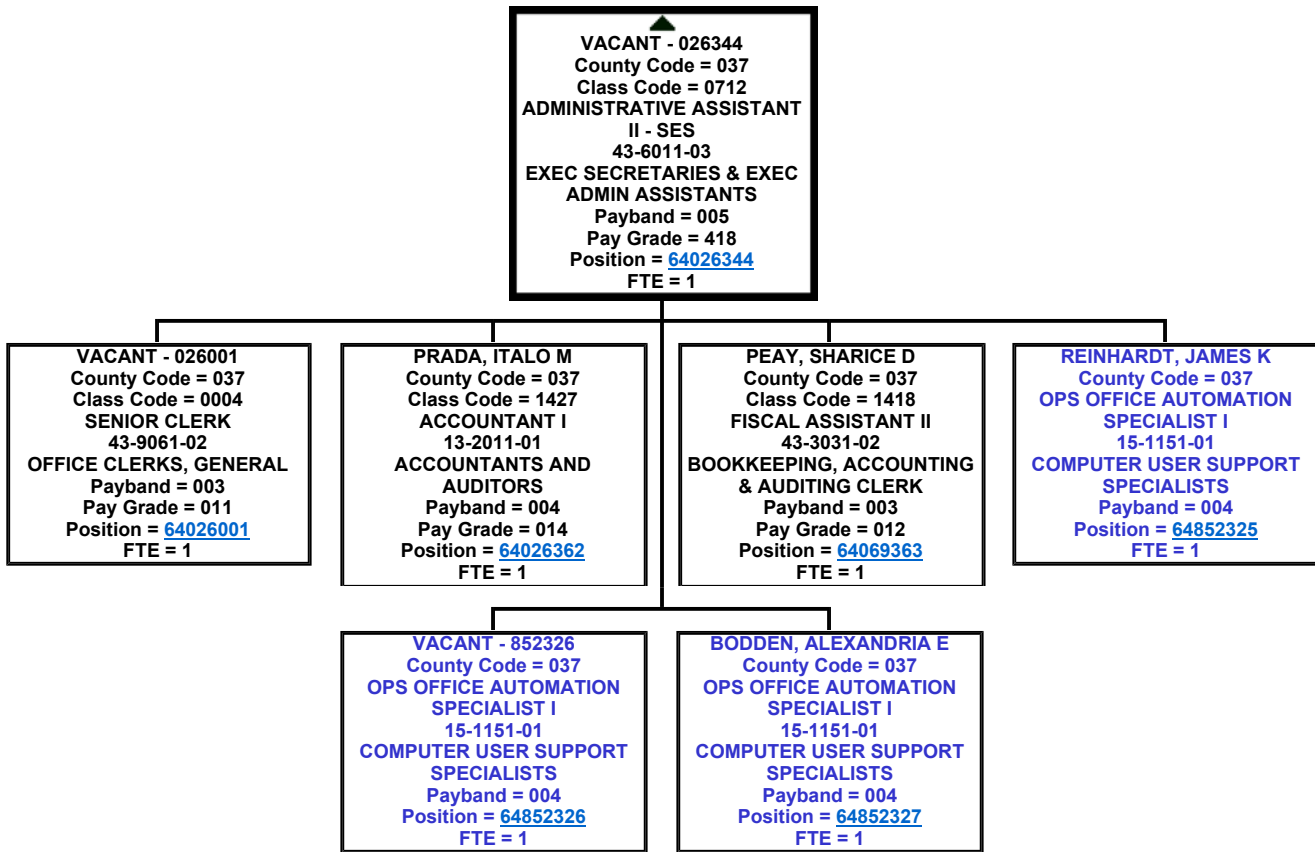 VACANT - 026344
County Code = 037
Class Code = 0712
ADMINISTRATIVE ASSISTANT
II - SES
43-6011-03
EXEC SECRETARIES & EXEC
ADMIN ASSISTANTS
Payband = 005
Pay Grade = 418
Position = 64026344
FTE = 1
VACANT - 026001
County Code = 037
Class Code = 0004
SENIOR CLERK
43-9061-02
OFFICE CLERKS, GENERAL
Payband = 003
Pay Grade = 011
Position = 64026001
FTE = 1
PRADA, ITALO M
County Code = 037
Class Code = 1427
ACCOUNTANT I
13-2011-01
ACCOUNTANTS AND
AUDITORS
Payband = 004
Pay Grade = 014
Position = 64026362
FTE = 1
PEAY, SHARICE D
County Code = 037
Class Code = 1418
FISCAL ASSISTANT II
43-3031-02
BOOKKEEPING, ACCOUNTING
& AUDITING CLERK
Payband = 003
Pay Grade = 012
Position = 64069363
FTE = 1
REINHARDT, JAMES K
County Code = 037
OPS OFFICE AUTOMATION
SPECIALIST I
15-1151-01
COMPUTER USER SUPPORT
SPECIALISTS
Payband = 004
Position = 64852325
FTE = 1
VACANT - 852326
County Code = 037
OPS OFFICE AUTOMATION
SPECIALIST I
15-1151-01
COMPUTER USER SUPPORT
SPECIALISTS
Payband = 004
Position = 64852326
FTE = 1
BODDEN, ALEXANDRIA E
County Code = 037
OPS OFFICE AUTOMATION
SPECIALIST I
15-1151-01
COMPUTER USER SUPPORT
SPECIALISTS
Payband = 004
Position = 64852327
FTE = 1